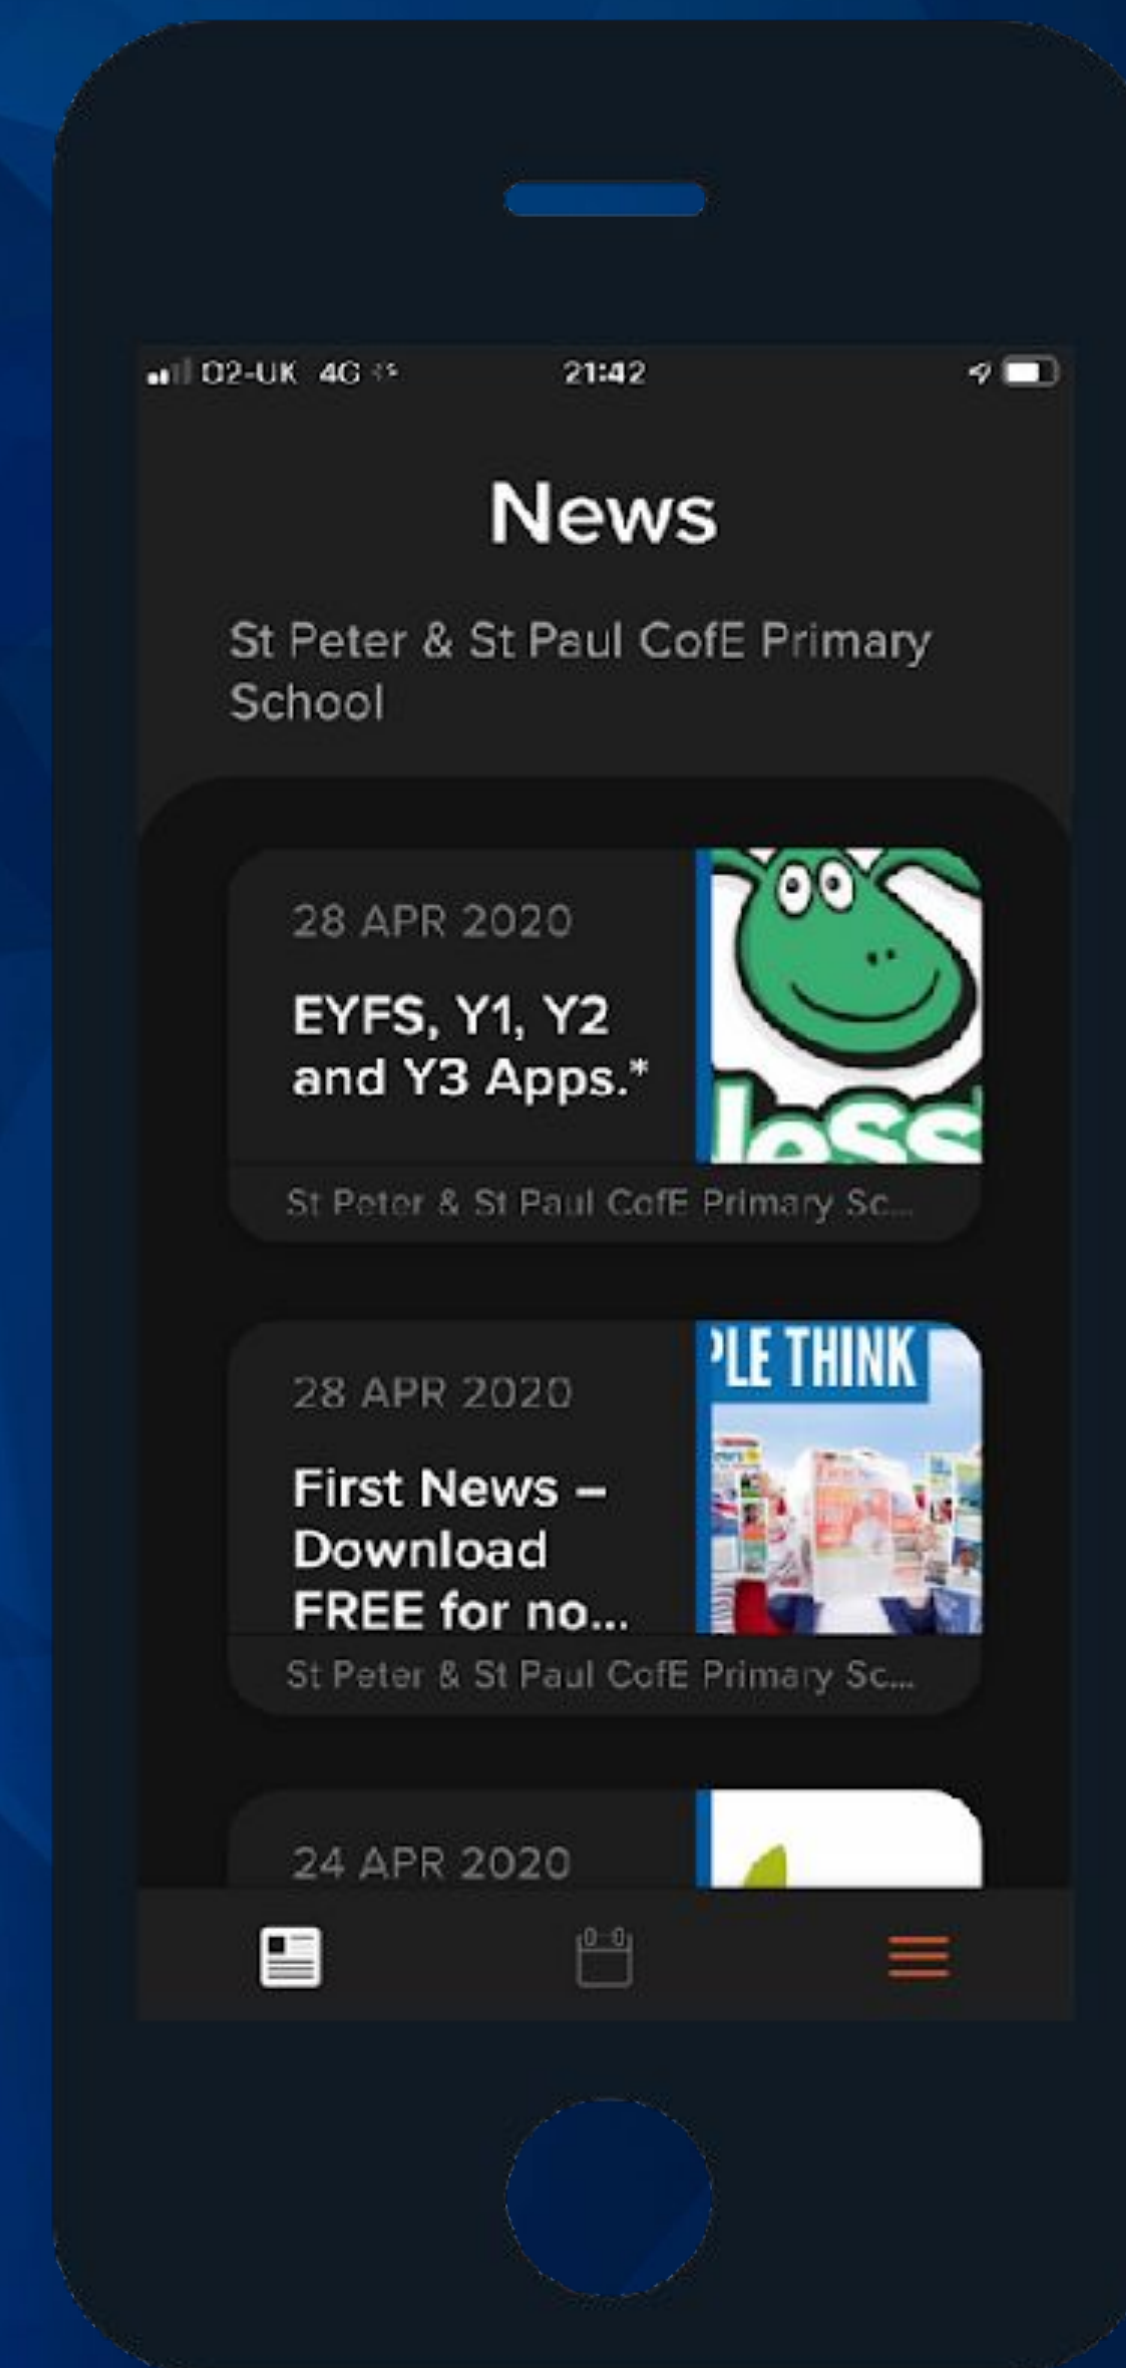 O2-UK 4G 21:42
News
St Peter & St Paul CofE Primary
School
28 APR 2020
EYFS, Y1, Y2
and Y3 Apps.*
less
St Peter & St Paul CofE Primary Sc...
PLE THINK
28 APR 2020
First News –
Download
FREE for no...
St Peter & St Paul CofE Primary Sc...
24 APR 2020